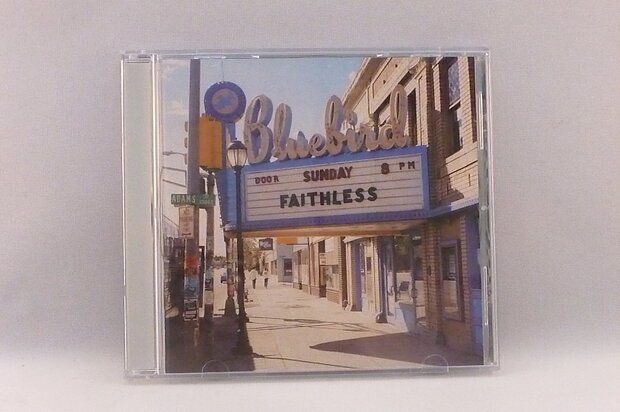 Bluebird
DOOR SUNDAY 8 PM
FAITHLESS
ADAMS